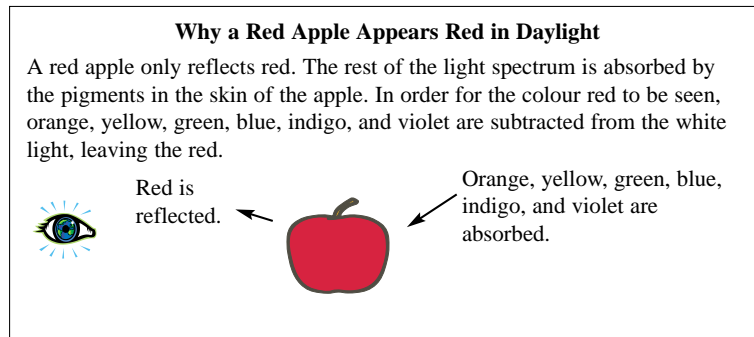 Why a Red Apple Appears Red in Daylight
A red apple only reflects red. The rest of the light spectrum is absorbed by
the pigments in the skin of the apple. In order for the colour red to be seen,
orange, yellow, green, blue, indigo, and violet are subtracted from the white
light, leaving the red.
Red is
reflected.
Orange, yellow, green, blue,
indigo, and violet are
absorbed.